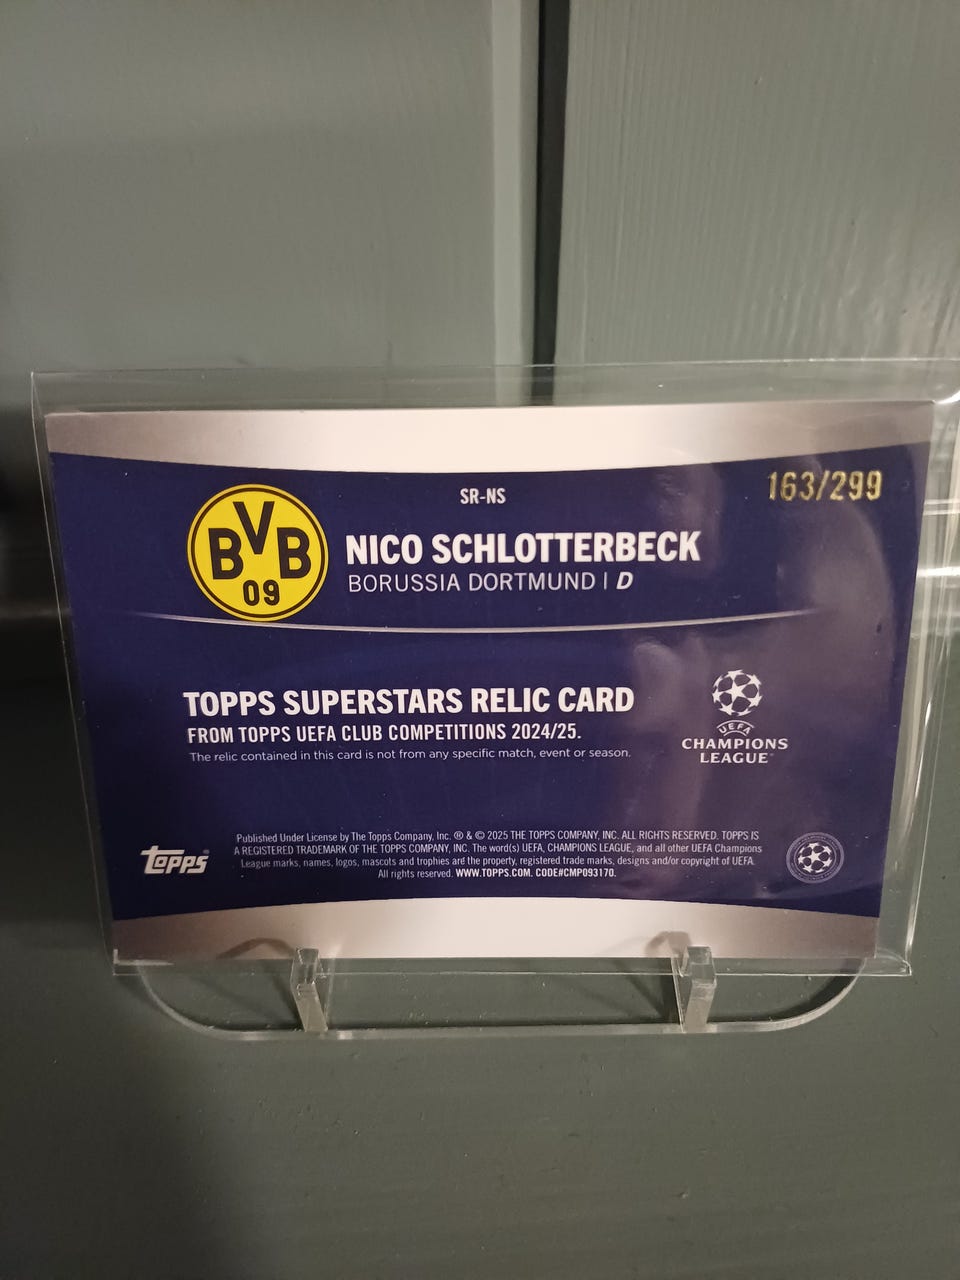 SR-NS
163/299
BVB
09
NICO SCHLOTTERBECK
BORUSSIA DORTMUND | D
TOPPS SUPERSTARS RELIC CARD
FROM TOPPS UEFA CLUB COMPETITIONS 2024/25.
The relic contained in this card is not from any specific match, event or season.
UEFA
CHAMPIONS
LEAGUE
TOPPS
Published Under License by The Topps Company, Inc. ® & © 2025 THE TOPPS COMPANY, INC. ALL RIGHTS RESERVED. TOPPS IS
A REGISTERED TRADEMARK OF THE TOPPS COMPANY, INC. The word(s) UEFA, CHAMPIONS LEAGUE, and all other UEFA Champions
League marks, names, logos, mascots and trophies are the property, registered trade marks, designs and/or copyright of UEFA.
All rights reserved. WWW.TOPPS.COM. CODE#CMP093170.